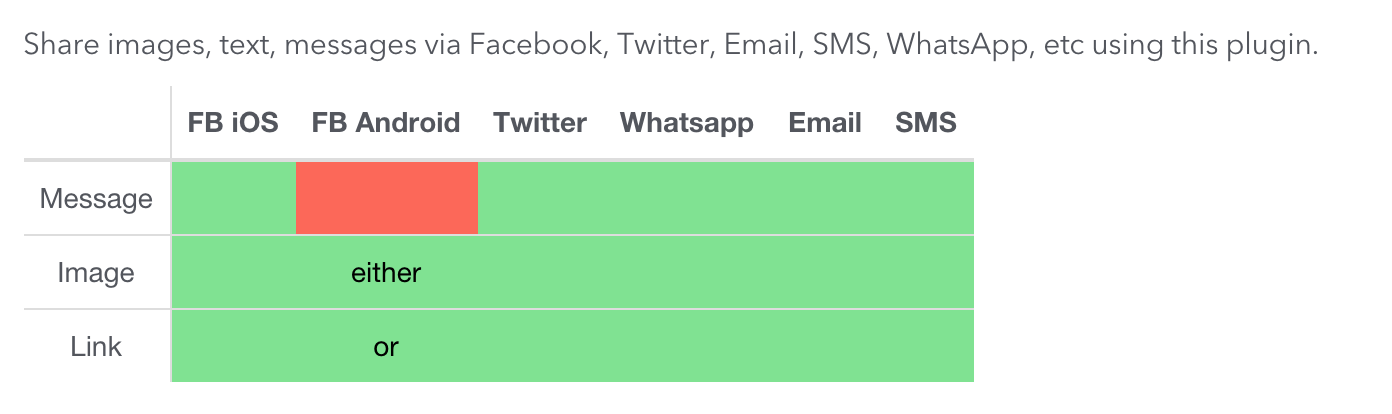 Share images, text, messages via Facebook, Twitter, Email, SMS, WhatsApp, etc using this plugin.
FB iOS FB Android Twitter Whatsapp Email SMS
Message
Image either
Link or